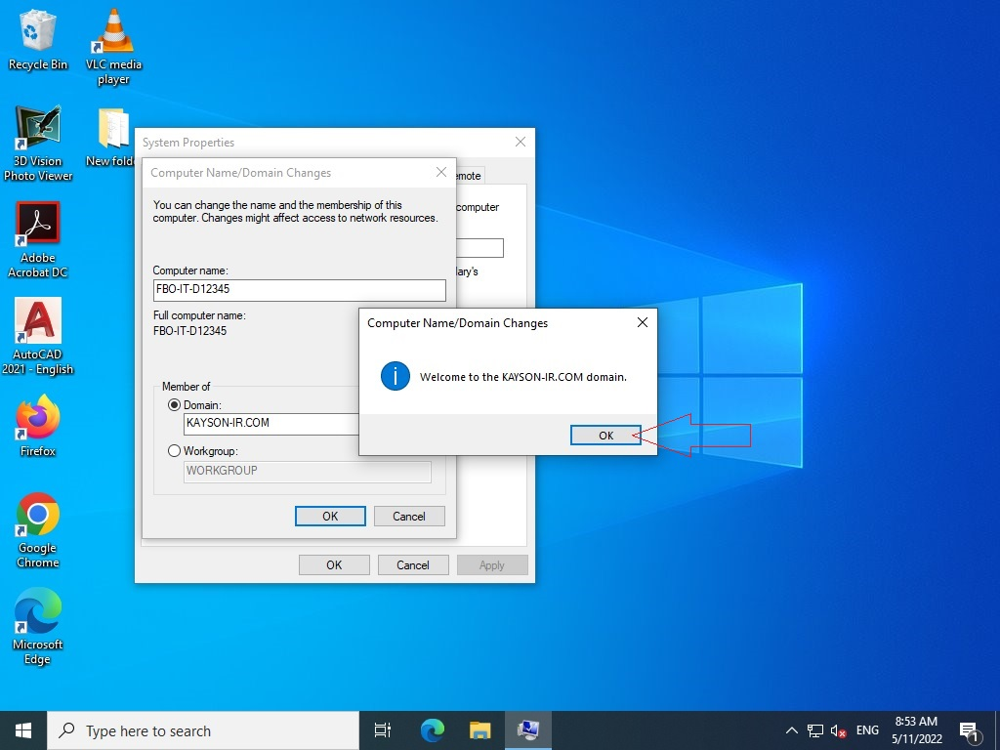 Recycle Bin
VLC media
player
3D Vision
Photo Viewer
New folde
Adobe
Acrobat DC
AutoCAD
2021 - English
Firefox
Google
Chrome
Microsoft
Edge
System Properties
emote
computer
lary's
Computer Name/Domain Changes
You can change the name and the membership of this
computer. Changes might affect access to network resources.
Computer name:
FBO-IT-D12345
Full computer name:
FBO-IT-D12345
Member of
Domain:
KAYSON-IR.COM
Workgroup:
WORKGROUP
OK Cancel
OK Cancel Apply
Computer Name/Domain Changes
Welcome to the KAYSON-IR.COM domain.
OK
Type here to search
ENG
8:53 AM
5/11/2022
1